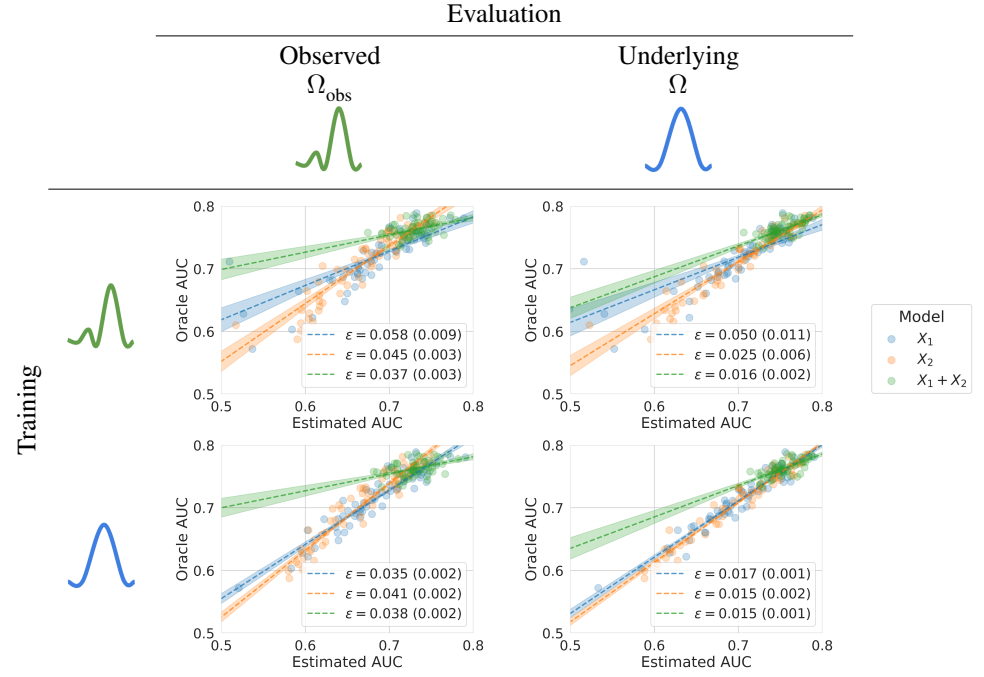 Evaluation
Observed
Underlying
Ω_obs
Ω
Training
0.8
0.7
0.6
0.5
Oracle AUC
ε = 0.058 (0.009)
ε = 0.045 (0.003)
ε = 0.037 (0.003)
0.5 0.6 0.7 0.8
Estimated AUC
0.8
0.7
0.6
0.5
Oracle AUC
ε = 0.050 (0.011)
ε = 0.025 (0.006)
ε = 0.016 (0.002)
0.5 0.6 0.7 0.8
Estimated AUC
Model
X₁
X₂
X₁ + X₂
0.8
0.7
0.6
0.5
Oracle AUC
ε = 0.035 (0.002)
ε = 0.041 (0.002)
ε = 0.038 (0.002)
0.5 0.6 0.7 0.8
Estimated AUC
0.8
0.7
0.6
0.5
Oracle AUC
ε = 0.017 (0.001)
ε = 0.015 (0.002)
ε = 0.015 (0.001)
0.5 0.6 0.7 0.8
Estimated AUC